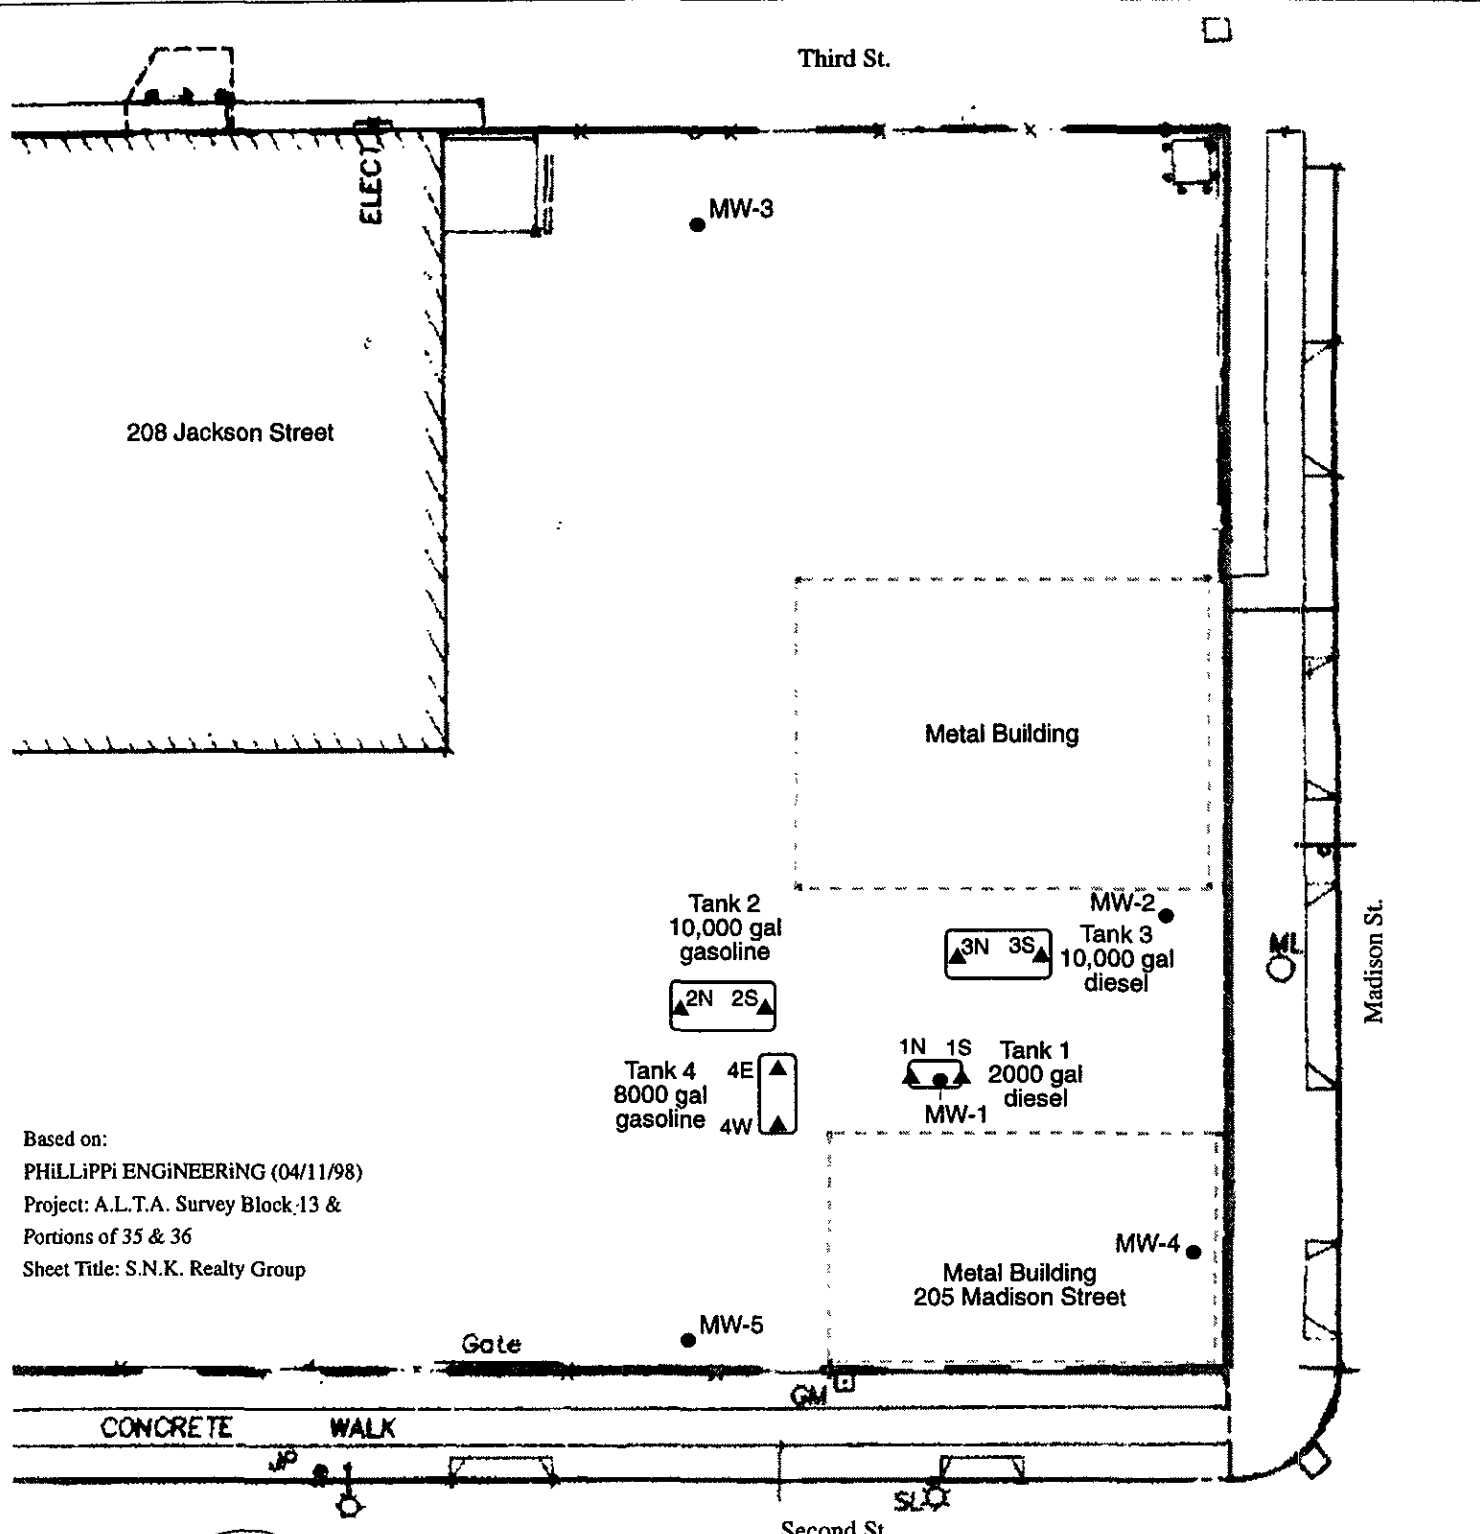 Third St.
ELECT
MW-3
208 Jackson Street
Metal Building
MW-2
Tank 2
10,000 gal
gasoline
3N 3S
Tank 3
10,000 gal
diesel
ML
Madison St.
2N 2S
1N 1S
Tank 1
2000 gal
diesel
MW-1
Tank 4
8000 gal
gasoline
4E
4W
Based on:
PHiLLiPPi ENGiNEERiNG (04/11/98)
Project: A.L.T.A. Survey Block 13 &
Portions of 35 & 36
Sheet Title: S.N.K. Realty Group
MW-4
Metal Building
205 Madison Street
MW-5
Gate
GM
CONCRETE WALK
SL
Second St.